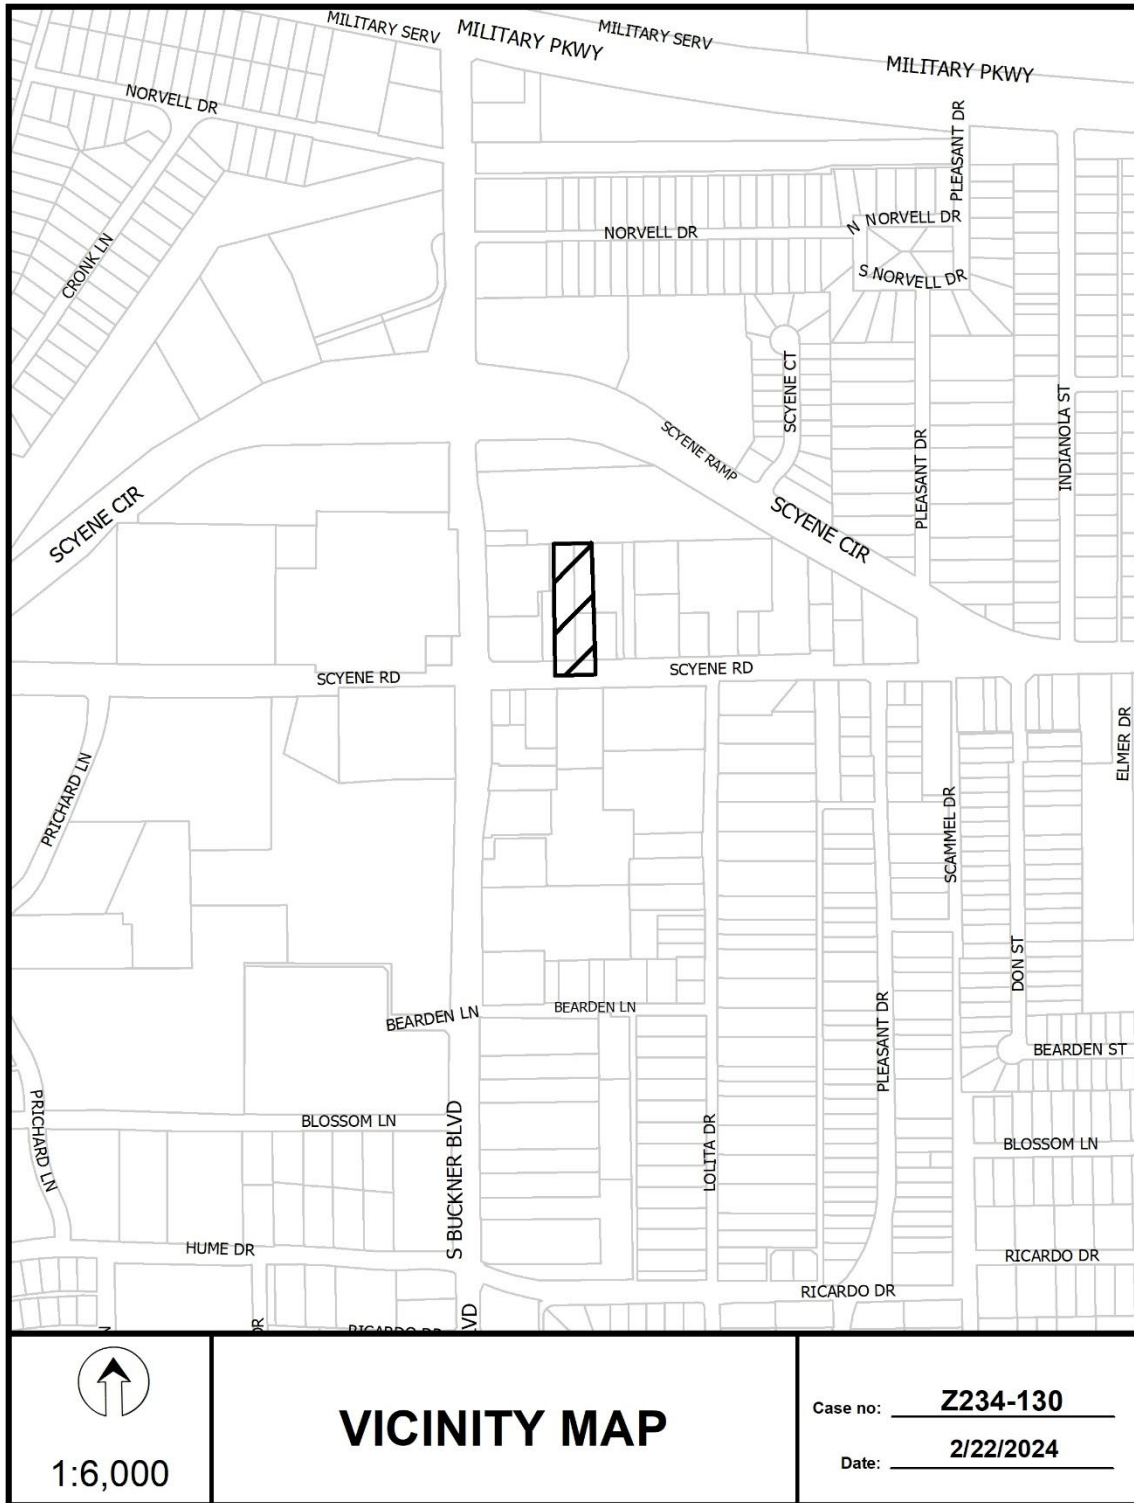 MILITARY SERV
MILITARY PKWY
MILITARY SERV
MILITARY PKWY
NORVELL DR
PLEASANT DR
N NORVELL DR
NORVELL DR
CRONK LN
S NORVELL DR
SCYENE CT
INDIANOLA ST
SCYENE RAMP
PLEASANT DR
SCYENE CIR
SCYENE CIR
SCYENE RD
SCYENE RD
ELMER DR
PRICHARD LN
SCAMMEL DR
DON ST
BEARDEN LN
BEARDEN LN
PLEASANT DR
BEARDEN ST
PRICHARD LN
BLOSSOM LN
S BUCKNER BLVD
LOLITA DR
BLOSSOM LN
HUME DR
RICARDO DR
RICARDO DR
LVD
N
DR
RICARDO DR
1:6,000
VICINITY MAP
Case no: Z234-130
Date: 2/22/2024